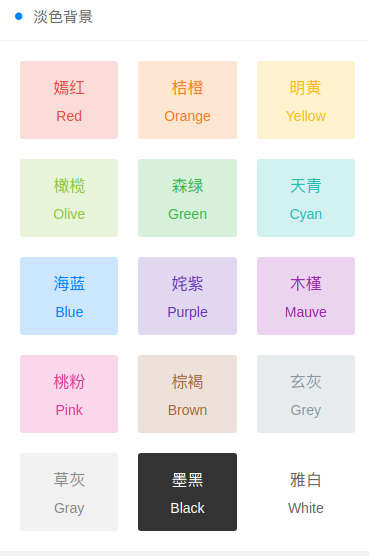 淡色背景
嫣红
Red
桔橙
Orange
明黄
Yellow
橄榄
Olive
森绿
Green
天青
Cyan
海蓝
Blue
姹紫
Purple
木槿
Mauve
桃粉
Pink
棕褐
Brown
玄灰
Grey
草灰
Gray
墨黑
Black
雅白
White